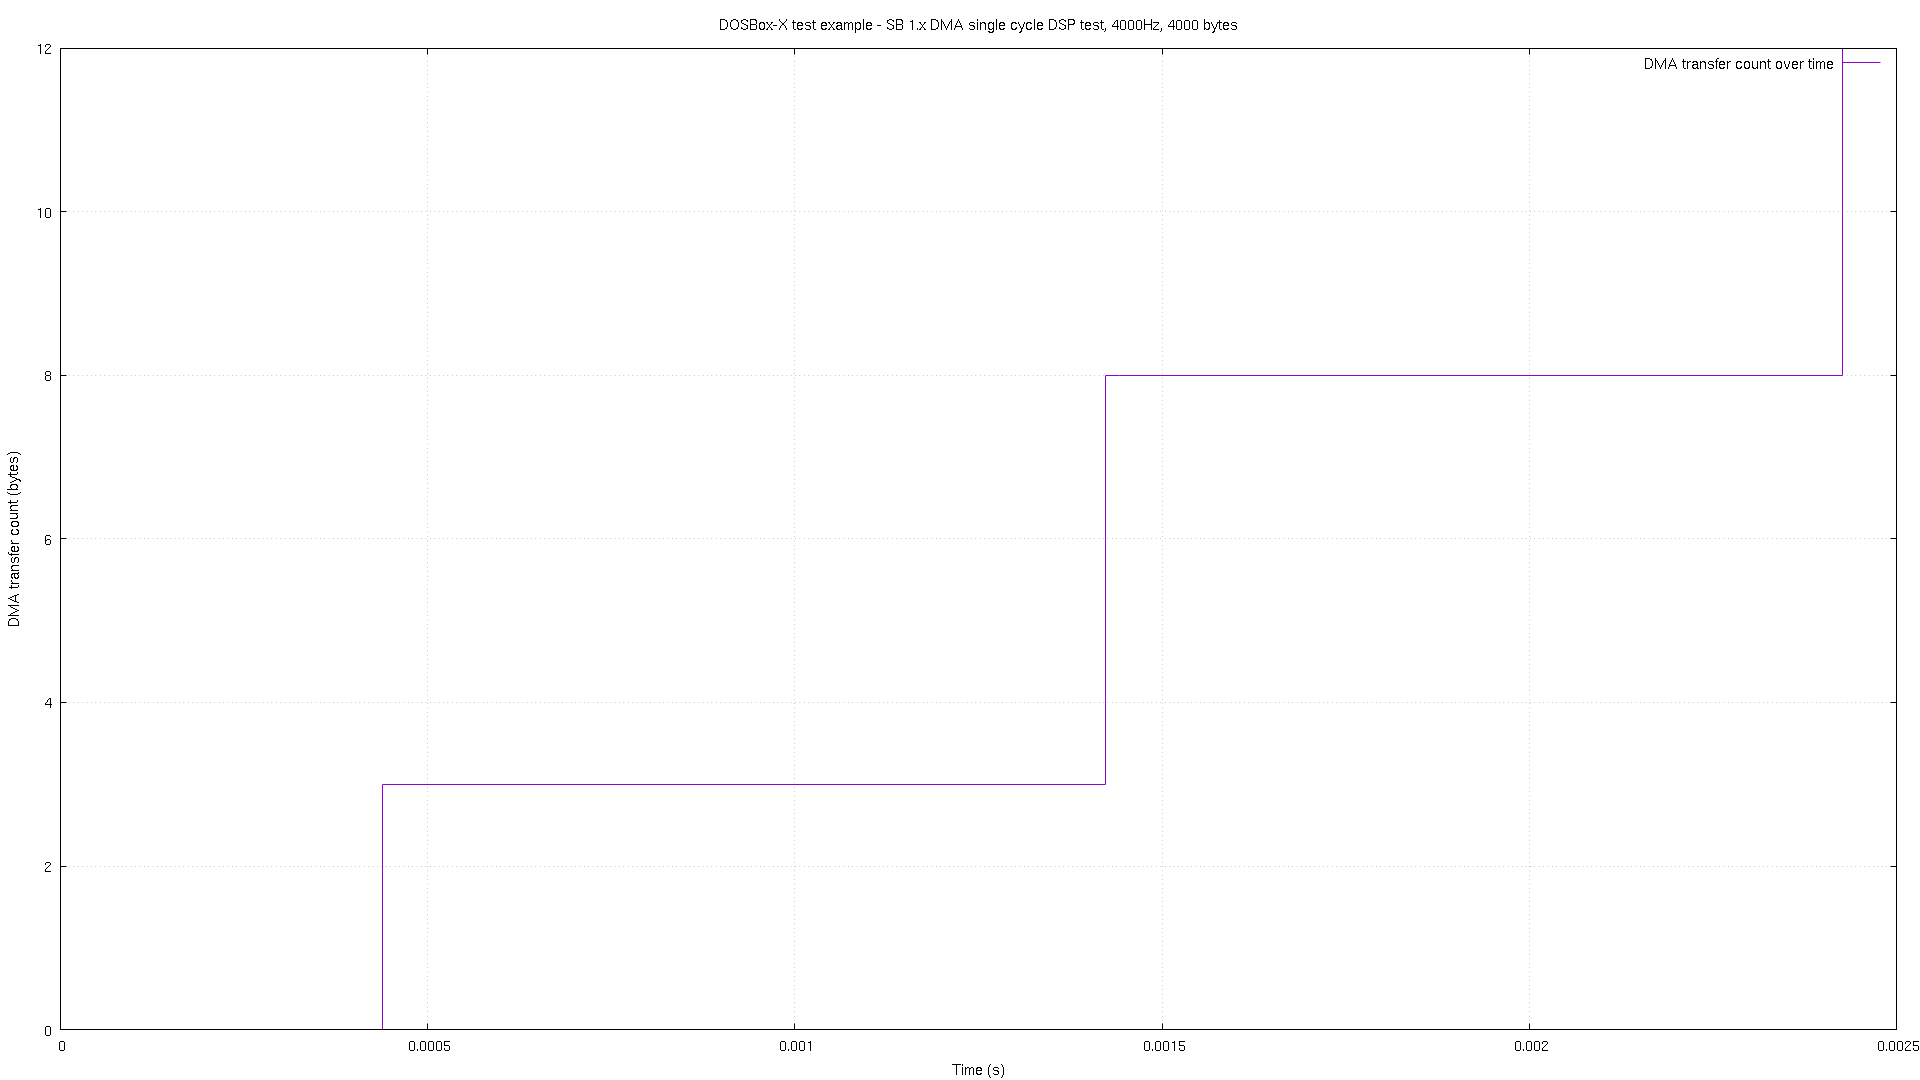 DOSBox-X test example - SB 1.x DMA single cycle DSP test, 4000Hz, 4000 bytes
DMA transfer count over time
12
10
8
6
4
2
0
DMA transfer count (bytes)
0 0.0005 0.001 0.0015 0.002 0.0025
Time (s)